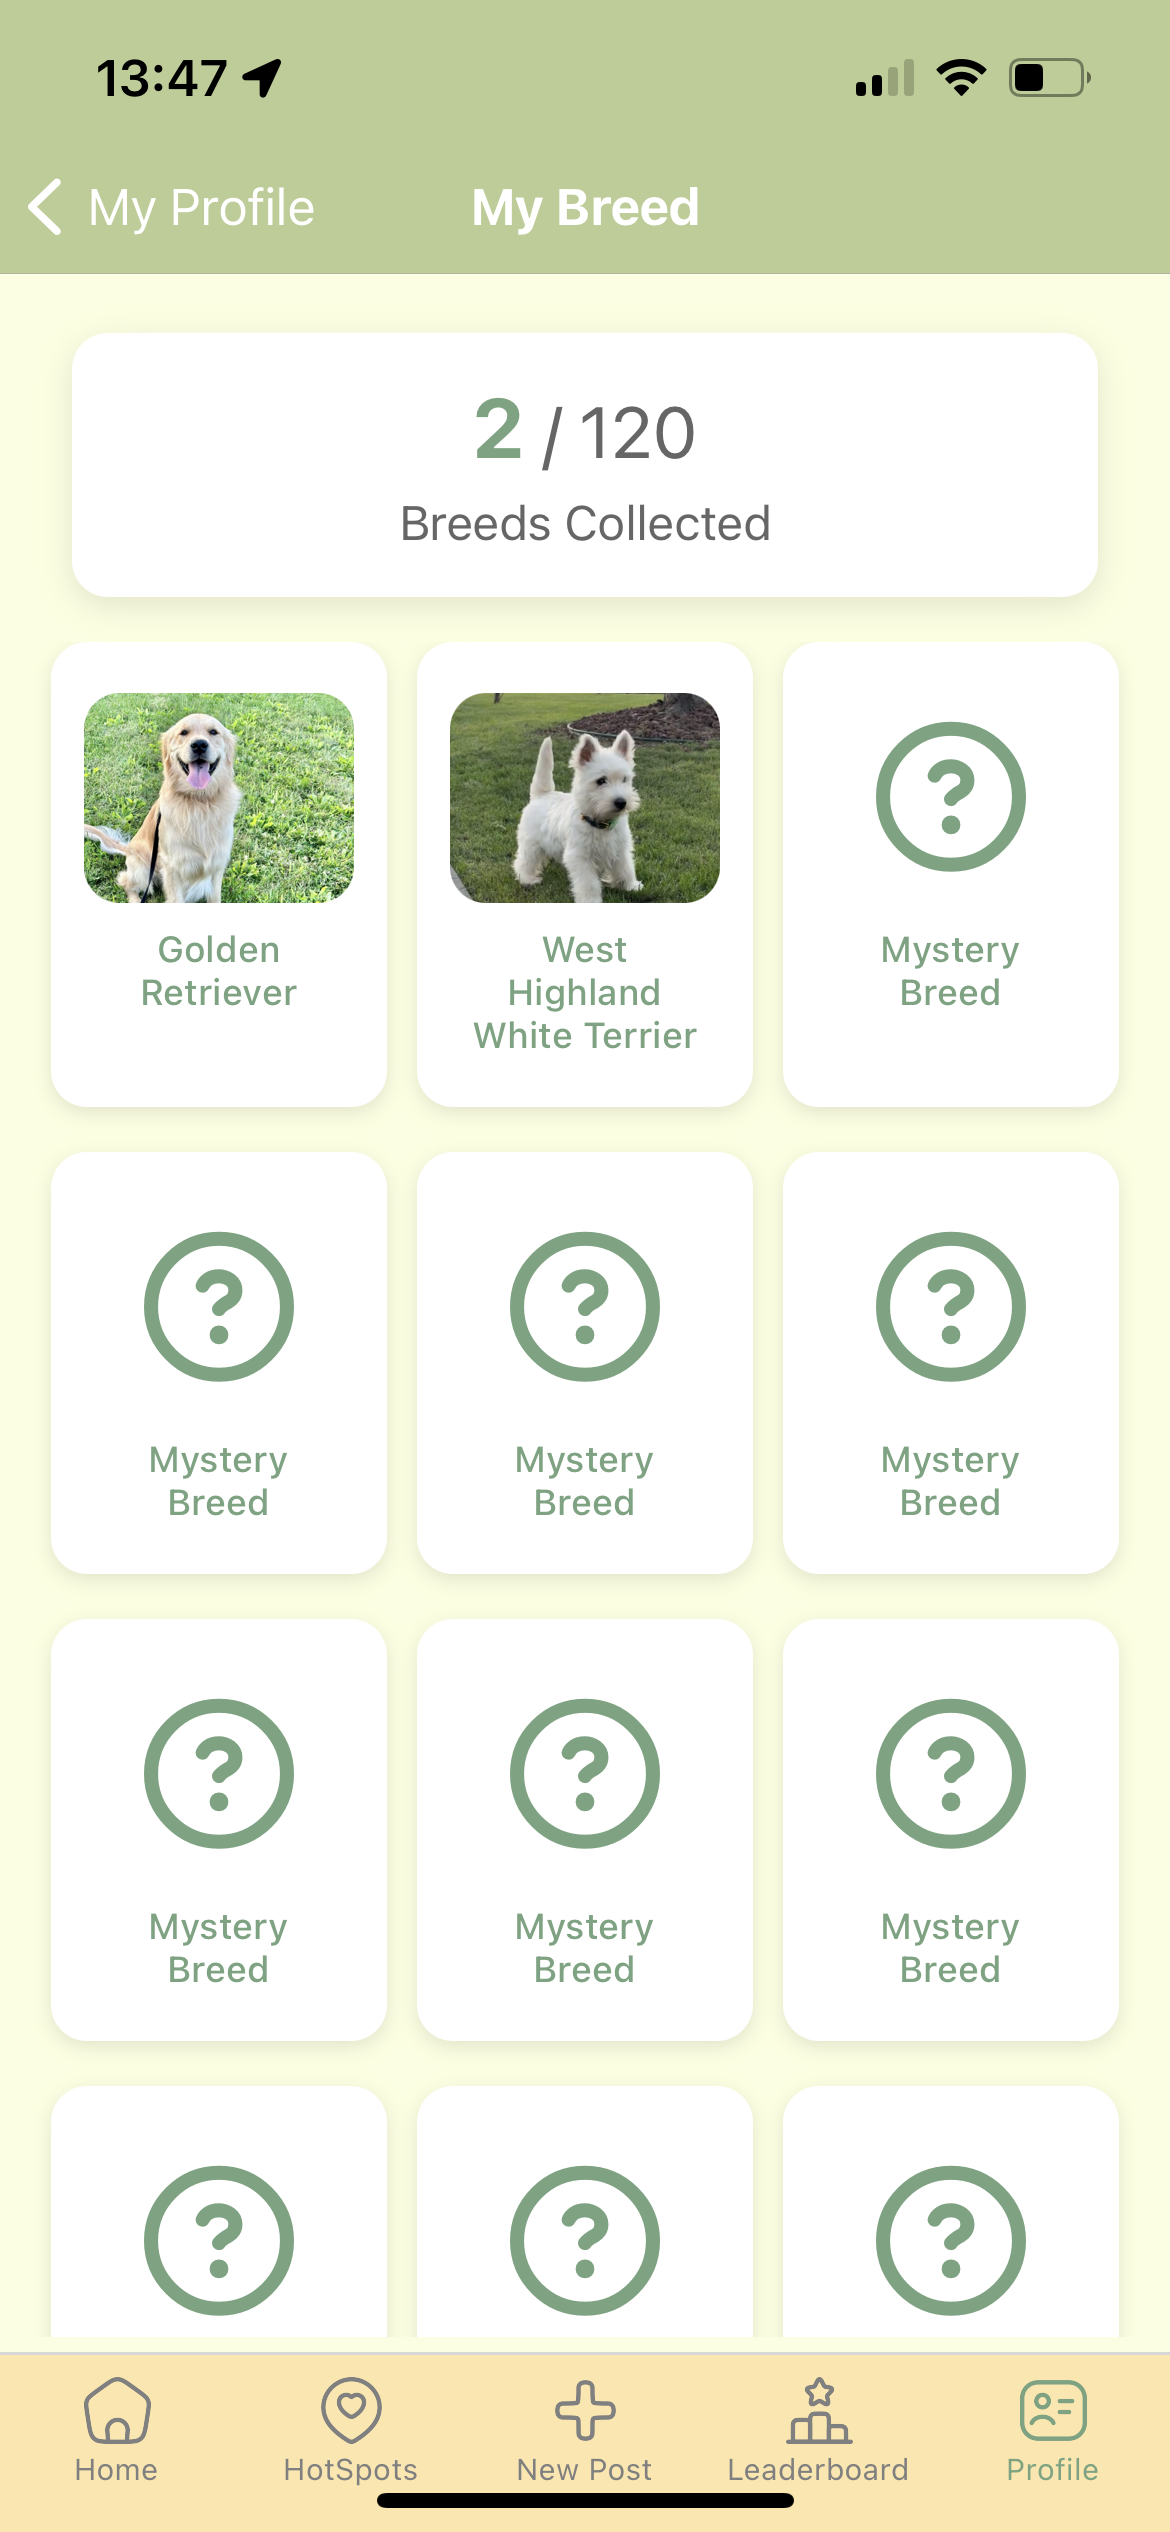 13:47
My Profile
My Breed
2 / 120
Breeds Collected
Golden
Retriever
West
Highland
White Terrier
Mystery
Breed
Mystery
Breed
Mystery
Breed
Mystery
Breed
Mystery
Breed
Mystery
Breed
Mystery
Breed
Home
HotSpots
New Post
Leaderboard
Profile